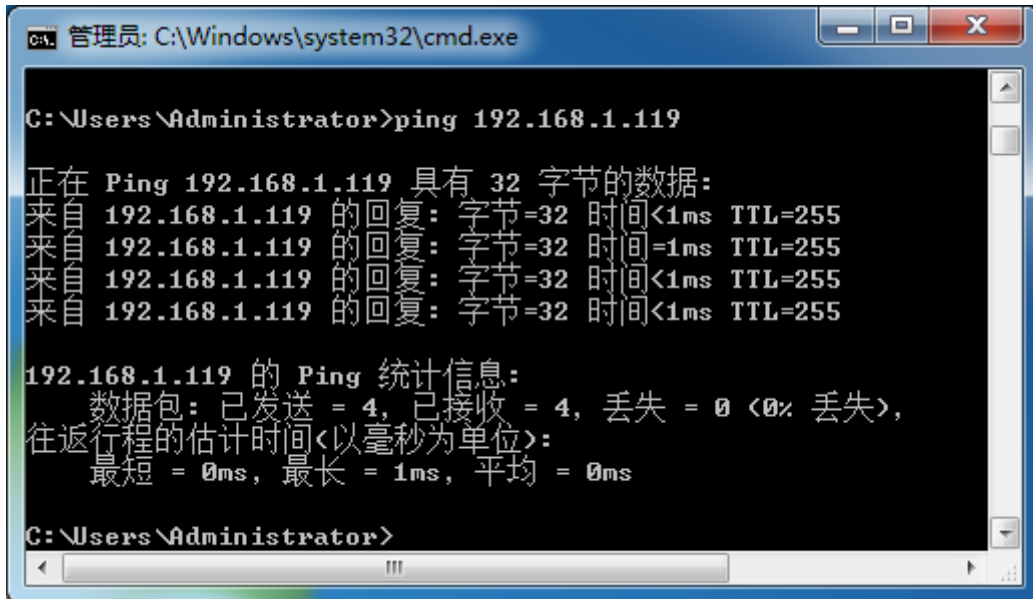 管理员: C:\Windows\system32\cmd.exe
C:\Users\Administrator>ping 192.168.1.119
正在 Ping 192.168.1.119 具有 32 字节的数据:
来自 192.168.1.119 的回复: 字节=32 时间<1ms TTL=255
来自 192.168.1.119 的回复: 字节=32 时间=1ms TTL=255
来自 192.168.1.119 的回复: 字节=32 时间<1ms TTL=255
来自 192.168.1.119 的回复: 字节=32 时间<1ms TTL=255
192.168.1.119 的 Ping 统计信息:
数据包: 已发送 = 4, 已接收 = 4, 丢失 = 0 (0% 丢失),
往返行程的估计时间(以毫秒为单位):
最短 = 0ms, 最长 = 1ms, 平均 = 0ms
C:\Users\Administrator>